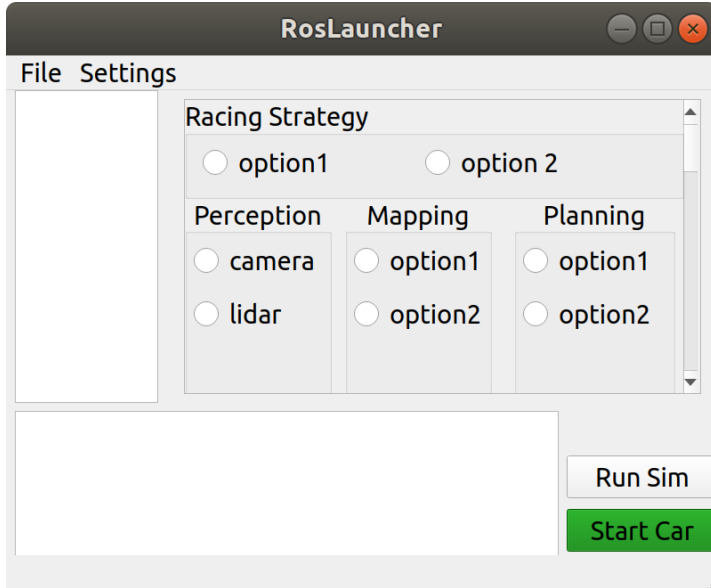 RosLauncher
File Settings
Racing Strategy
option1 option 2
Perception Mapping Planning
camera option1 option1
lidar option2 option2
Run Sim
Start Car